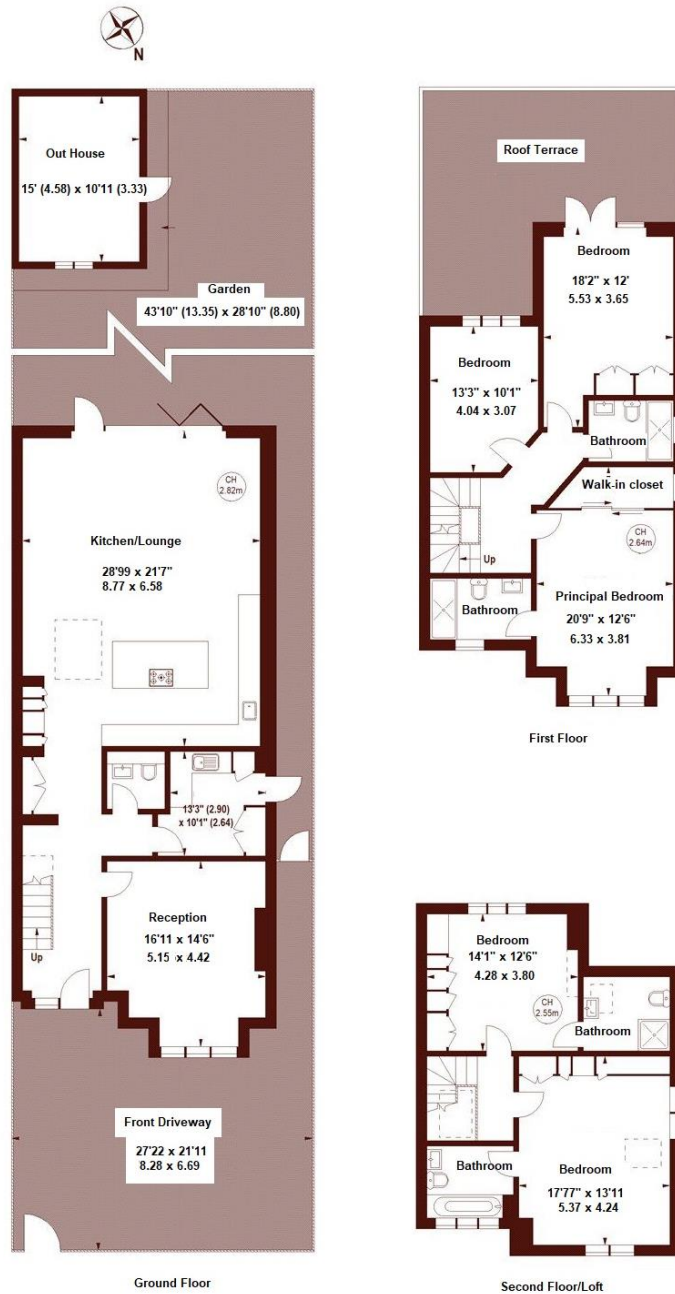 N
Out House
15' (4.58) x 10'11 (3.33)
Garden
43'10" (13.35) x 28'10" (8.80)
CH
2.82m
Kitchen/Lounge
28'99 x 21'7"
8.77 x 6.58
13'3" (2.90)
x 10'1" (2.64)
Reception
16'11 x 14'6"
5.15 x 4.42
Up
Front Driveway
27'22 x 21'11
8.28 x 6.69
Ground Floor
Roof Terrace
Bedroom
18'2" x 12'
5.53 x 3.65
Bedroom
13'3" x 10'1"
4.04 x 3.07
Bathroom
Walk-in closet
CH
2.64m
Up
Bathroom
Principal Bedroom
20'9" x 12'6"
6.33 x 3.81
First Floor
Bedroom
14'1" x 12'6"
4.28 x 3.80
CH
2.55m
Bathroom
Bathroom
Bedroom
17'77" x 13'11
5.37 x 4.24
Second Floor/Loft